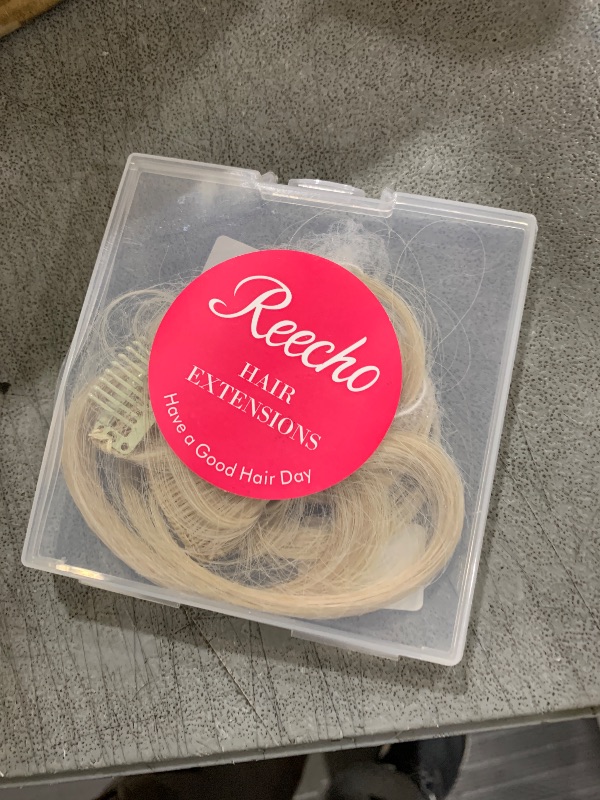 Reecho
HAIR
EXTENSIONS
Have a Good Hair Day